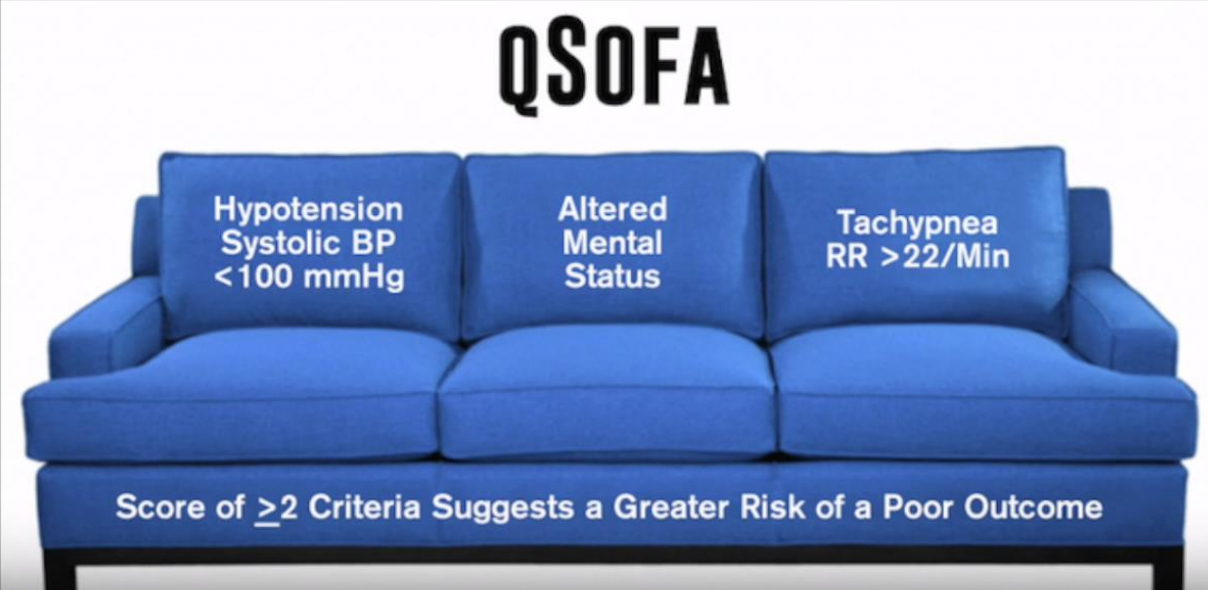 qSOFA
Hypotension
Systolic BP
<100 mmHg
Altered
Mental
Status
Tachypnea
RR >22/Min
Score of ≥2 Criteria Suggests a Greater Risk of a Poor Outcome